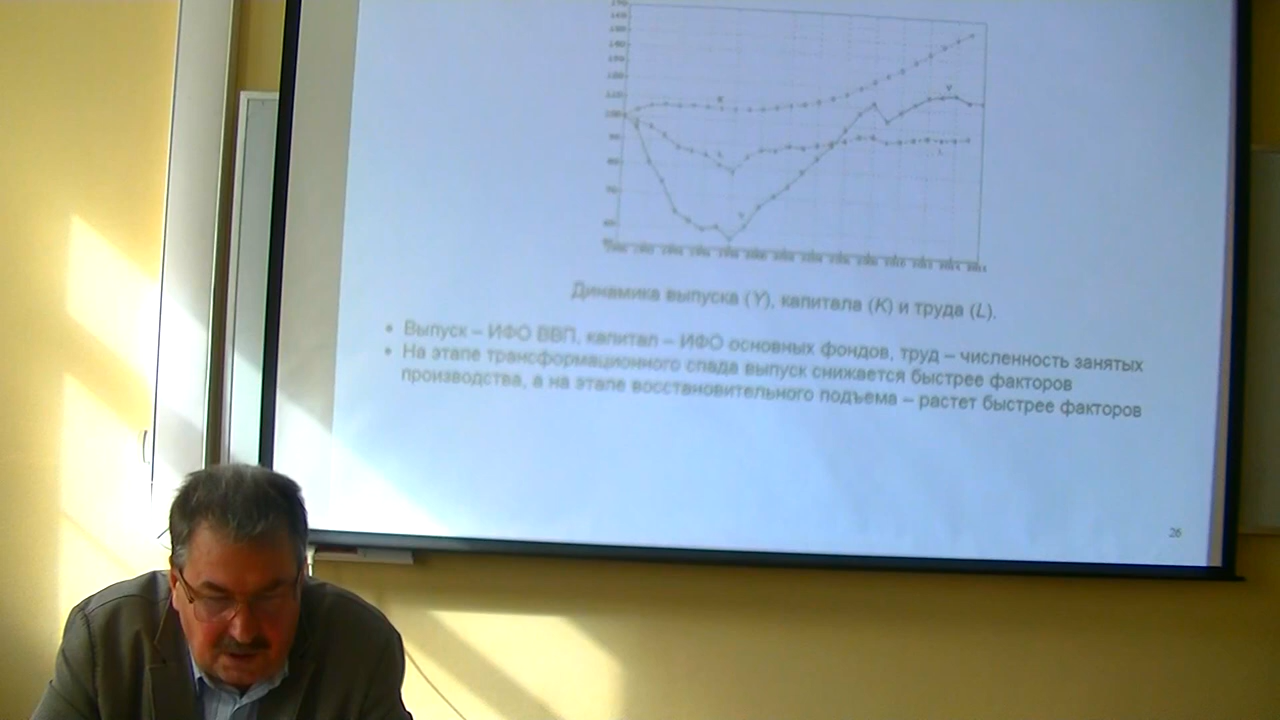 K
Y
L
L
Y
Динамика выпуска (Y), капитала (K) и труда (L).
• Выпуск – ИФО ВВП, капитал – ИФО основных фондов, труд – численность занятых
• На этапе трансформационного спада выпуск снижается быстрее факторов
производства, а на этапе восстановительного подъема – растет быстрее факторов
26